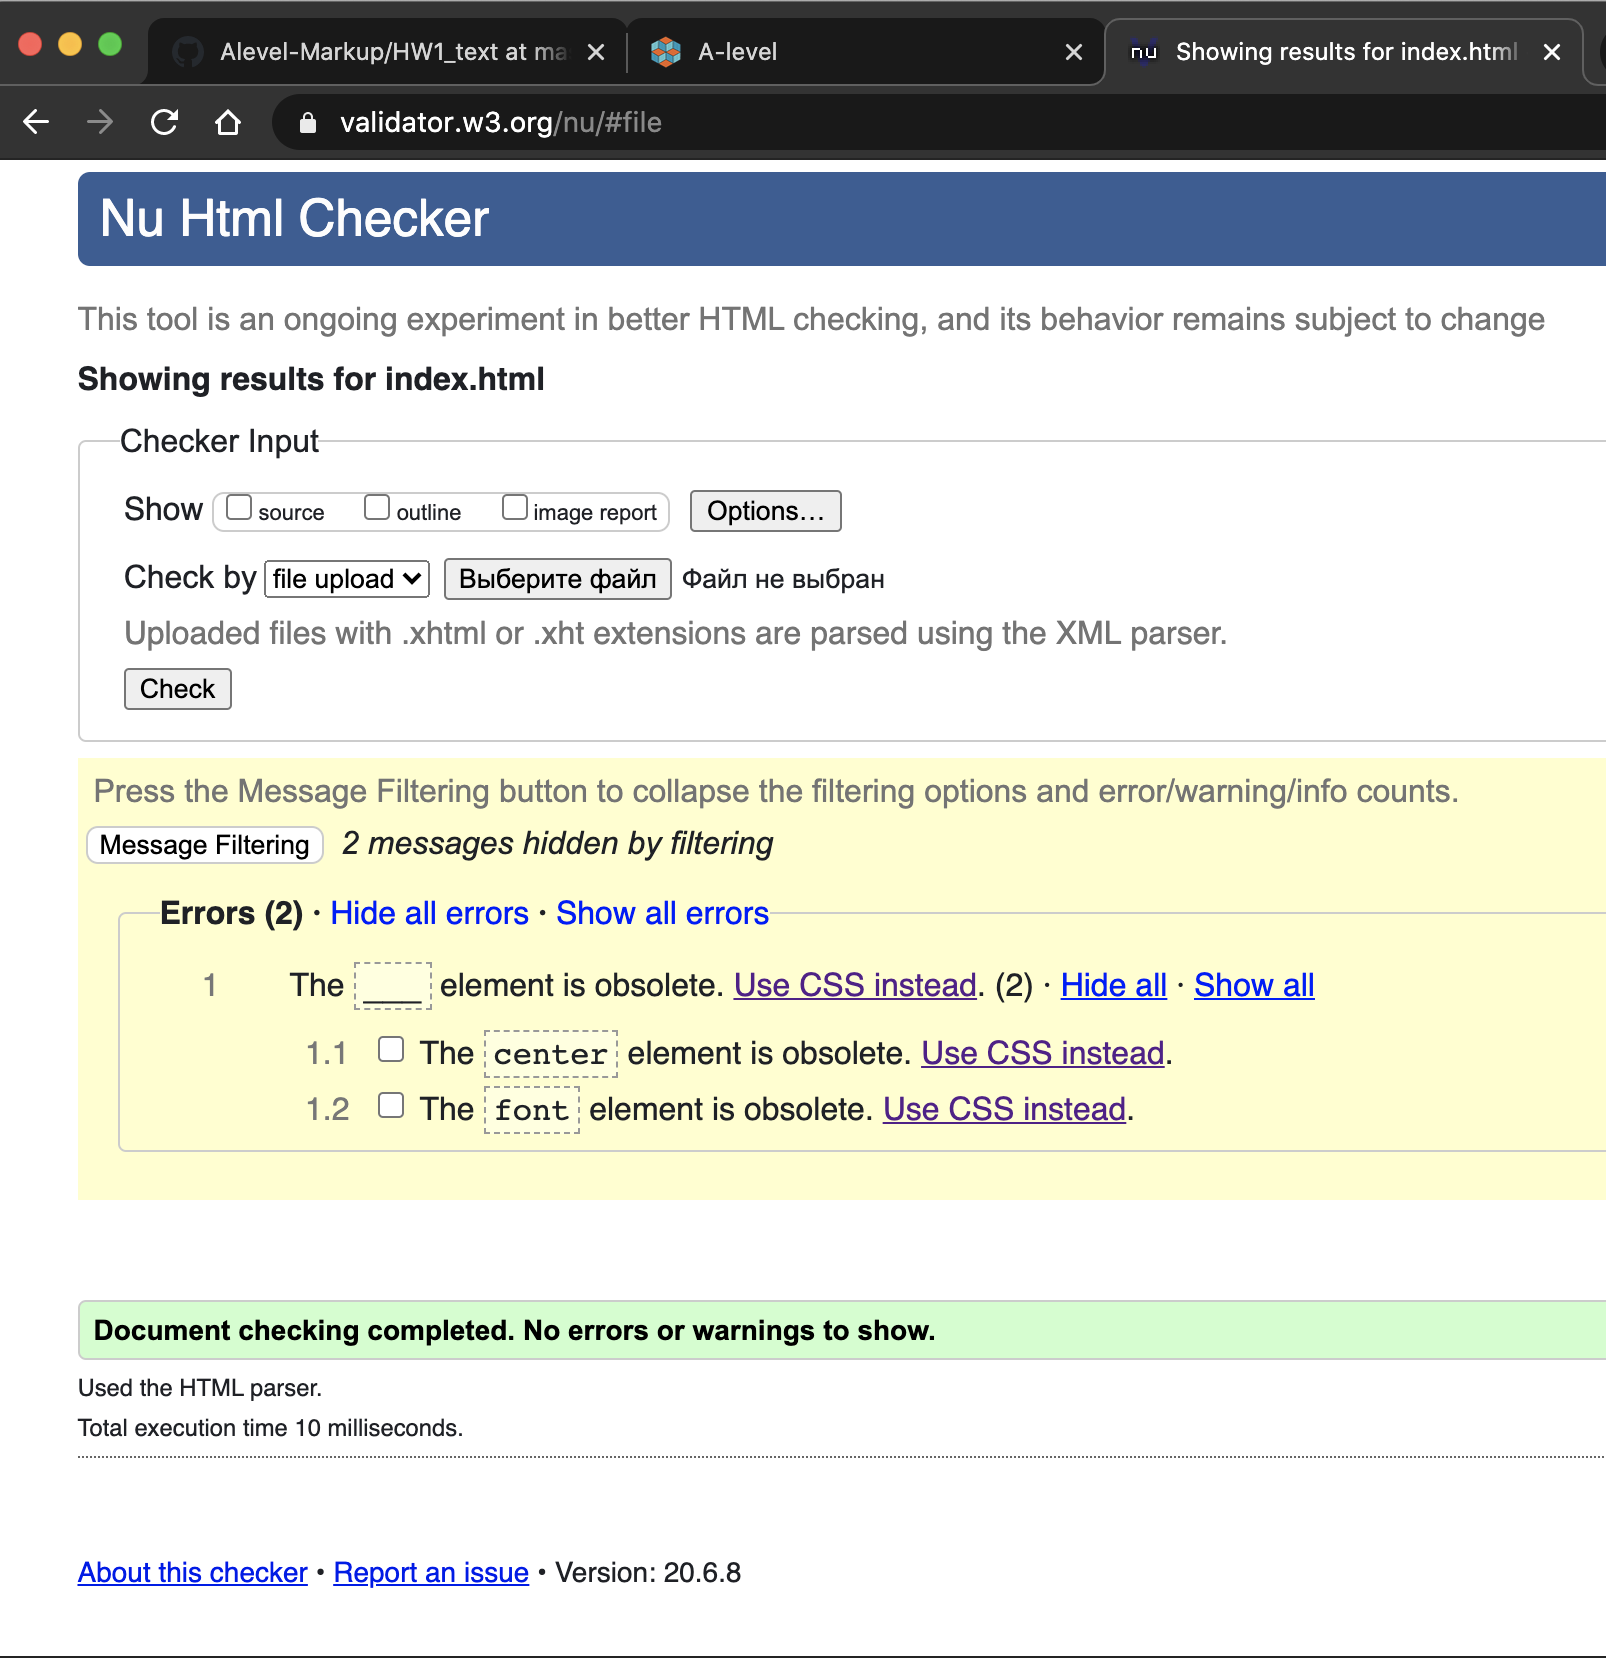 Alevel-Markup/HW1_text at ma
A-level
nu Showing results for index.html
validator.w3.org/nu/#file
Nu Html Checker
This tool is an ongoing experiment in better HTML checking, and its behavior remains subject to change
Showing results for index.html
Checker Input
Show source outline image report Options...
Check by file upload Выберите файл Файл не выбран
Uploaded files with .xhtml or .xht extensions are parsed using the XML parser.
Check
Press the Message Filtering button to collapse the filtering options and error/warning/info counts.
Message Filtering 2 messages hidden by filtering
Errors (2) · Hide all errors · Show all errors
1 The ___ element is obsolete. Use CSS instead. (2) · Hide all · Show all
1.1 The center element is obsolete. Use CSS instead.
1.2 The font element is obsolete. Use CSS instead.
Document checking completed. No errors or warnings to show.
Used the HTML parser.
Total execution time 10 milliseconds.
About this checker • Report an issue • Version: 20.6.8